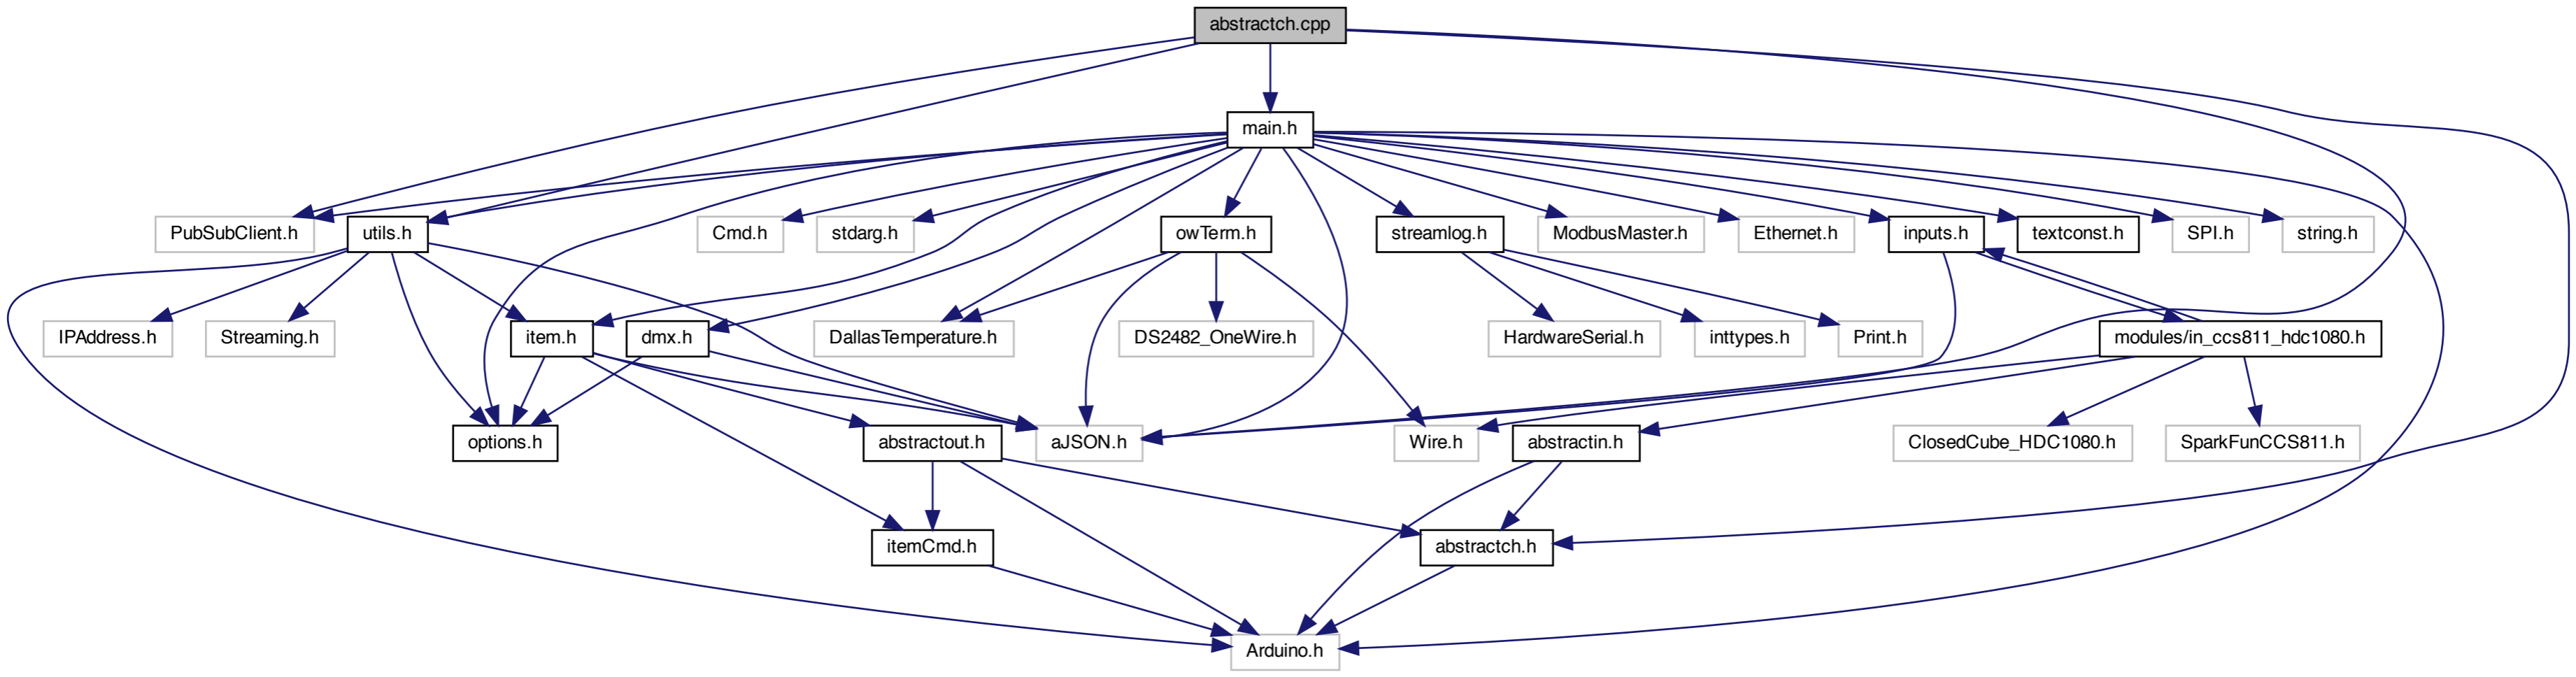 abstractch.cpp
main.h
PubSubClient.h
utils.h
Cmd.h
stdarg.h
owTerm.h
streamlog.h
ModbusMaster.h
Ethernet.h
inputs.h
textconst.h
SPI.h
string.h
IPAddress.h
Streaming.h
item.h
dmx.h
DallasTemperature.h
DS2482_OneWire.h
HardwareSerial.h
inttypes.h
Print.h
modules/in_ccs811_hdc1080.h
options.h
abstractout.h
aJSON.h
Wire.h
abstractin.h
ClosedCube_HDC1080.h
SparkFunCCS811.h
itemCmd.h
abstractch.h
Arduino.h